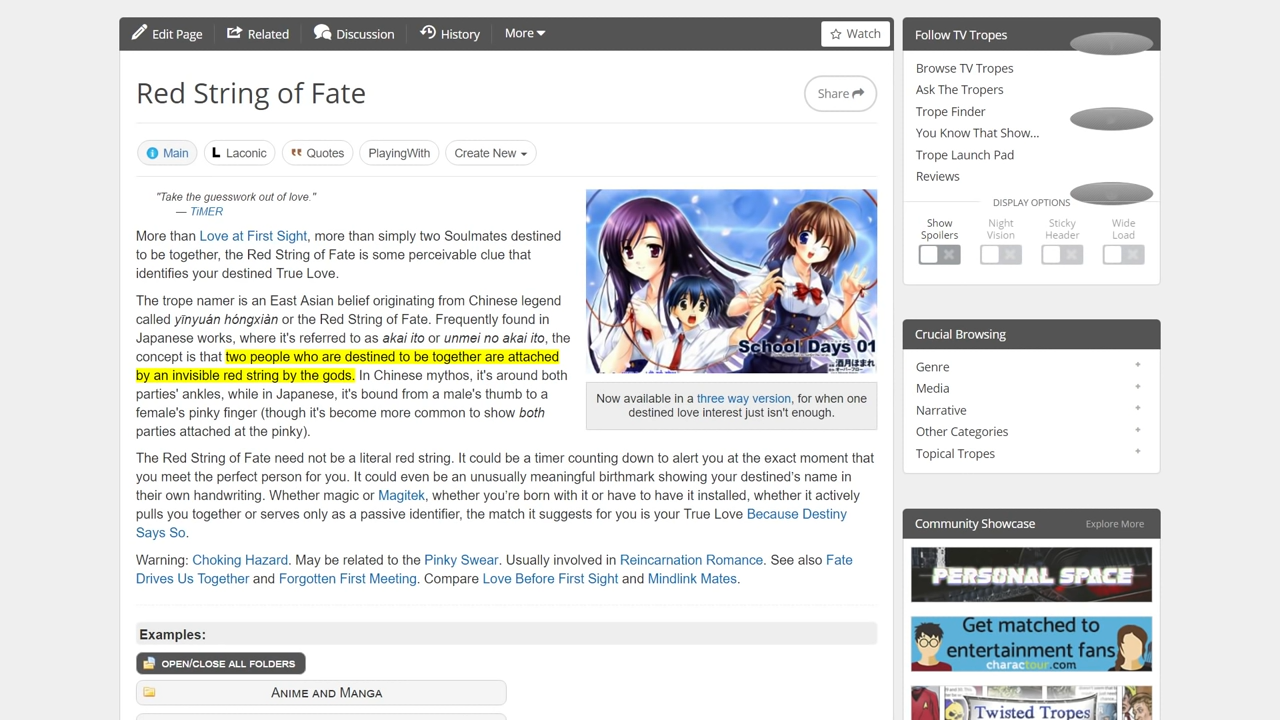 Edit Page Related Discussion History More Watch
Red String of Fate
Share
Main Laconic Quotes PlayingWith Create New
"Take the guesswork out of love."
— TiMER
More than Love at First Sight, more than simply two Soulmates destined
to be together, the Red String of Fate is some perceivable clue that
identifies your destined True Love.
The trope namer is an East Asian belief originating from Chinese legend
called yīnyuán hóngxiàn or the Red String of Fate. Frequently found in
Japanese works, where it's referred to as akai ito or unmei no akai ito, the
concept is that two people who are destined to be together are attached
by an invisible red string by the gods. In Chinese mythos, it's around both
parties' ankles, while in Japanese, it's bound from a male's thumb to a
female's pinky finger (though it's become more common to show both
parties attached at the pinky).
School Days 01
Now available in a three way version, for when one
destined love interest just isn't enough.
The Red String of Fate need not be a literal red string. It could be a timer counting down to alert you at the exact moment that
you meet the perfect person for you. It could even be an unusually meaningful birthmark showing your destined's name in
their own handwriting. Whether magic or Magitek, whether you're born with it or have to have it installed, whether it actively
pulls you together or serves only as a passive identifier, the match it suggests for you is your True Love Because Destiny
Says So.
Warning: Choking Hazard. May be related to the Pinky Swear. Usually involved in Reincarnation Romance. See also Fate
Drives Us Together and Forgotten First Meeting. Compare Love Before First Sight and Mindlink Mates.
Examples:
OPEN/CLOSE ALL FOLDERS
ANIME AND MANGA
Follow TV Tropes
Browse TV Tropes
Ask The Tropers
Trope Finder
You Know That Show...
Trope Launch Pad
Reviews
DISPLAY OPTIONS
Show Night Sticky Wide
Spoilers Vision Header Load
Crucial Browsing
Genre
Media
Narrative
Other Categories
Topical Tropes
Community Showcase Explore More
PERSONAL SPACE
Get matched to
entertainment fans
charactour.com
Twisted Tropes